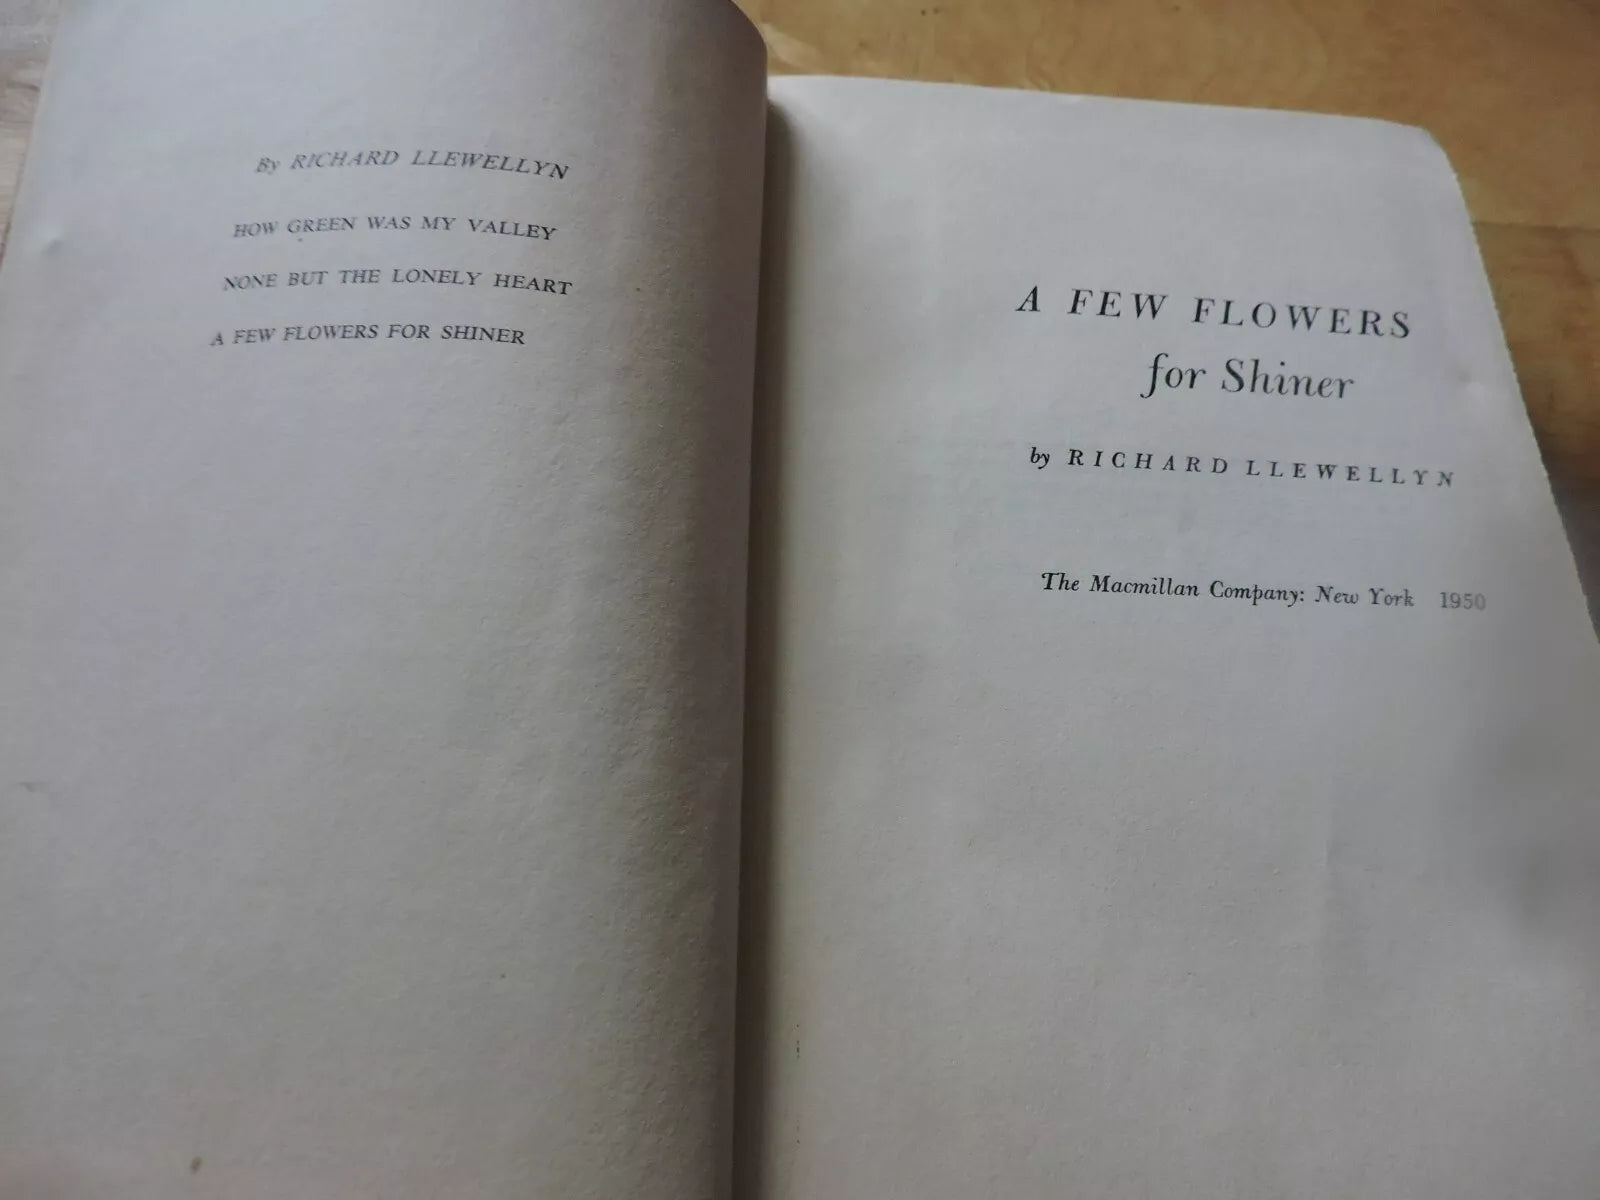 By RICHARD LLEWELLYN
HOW GREEN WAS MY VALLEY
NONE BUT THE LONELY HEART
A FEW FLOWERS FOR SHINER
A FEW FLOWERS
for Shiner
by RICHARD LLEWELLYN
The Macmillan Company: New York 1950